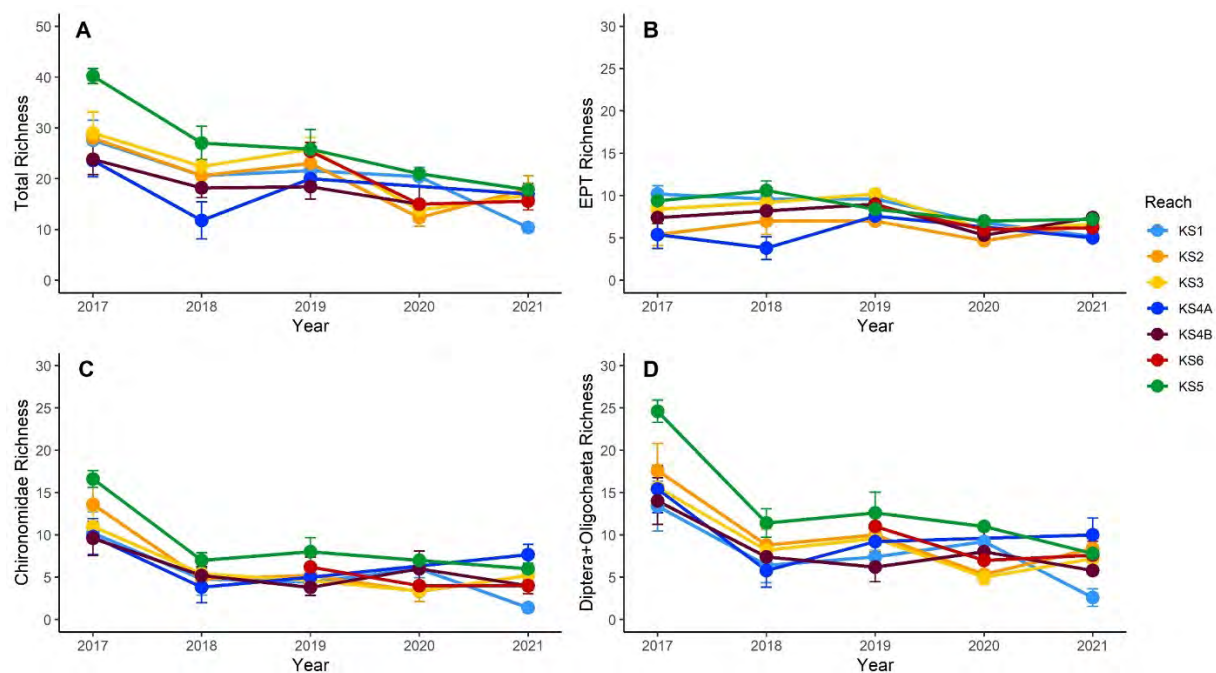 A
Total Richness
50
40
30
20
10
0
2017 2018 2019 2020 2021
Year
B
EPT Richness
30
25
20
15
10
5
0
2017 2018 2019 2020 2021
Year
C
Chironomidae Richness
30
25
20
15
10
5
0
2017 2018 2019 2020 2021
Year
D
Diptera+Oligochaeta Richness
30
25
20
15
10
5
0
2017 2018 2019 2020 2021
Year
Reach
KS1
KS2
KS3
KS4A
KS4B
KS6
KS5